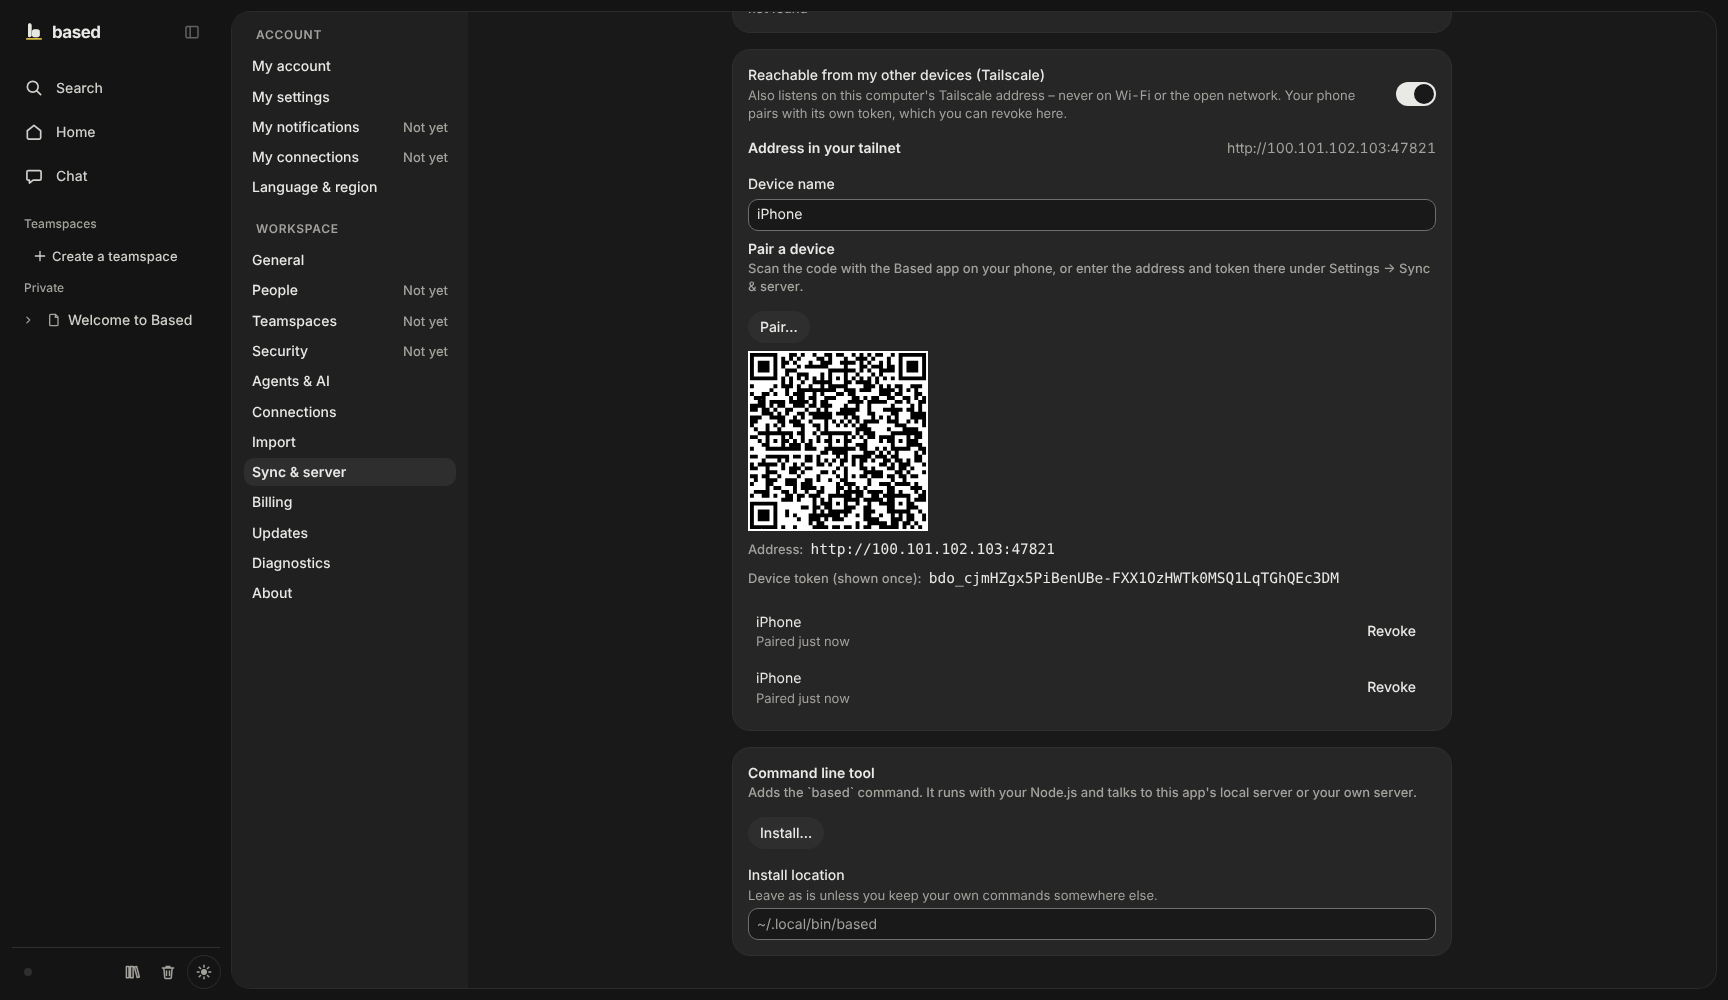 based
Search
Home
Chat
Teamspaces
Create a teamspace
Private
Welcome to Based
ACCOUNT
My account
My settings
My notifications Not yet
My connections Not yet
Language & region
WORKSPACE
General
People Not yet
Teamspaces Not yet
Security Not yet
Agents & AI
Connections
Import
Sync & server
Billing
Updates
Diagnostics
About
Reachable from my other devices (Tailscale)
Also listens on this computer's Tailscale address – never on Wi-Fi or the open network. Your phone
pairs with its own token, which you can revoke here.
Address in your tailnet http://100.101.102.103:47821
Device name
iPhone
Pair a device
Scan the code with the Based app on your phone, or enter the address and token there under Settings → Sync
& server.
Pair...
Address: http://100.101.102.103:47821
Device token (shown once): bdo_cjmHZgx5PiBenUBe-FXX1OzHWTk0MSQ1LqTGhQEc3DM
iPhone
Paired just now
Revoke
iPhone
Paired just now
Revoke
Command line tool
Adds the `based` command. It runs with your Node.js and talks to this app's local server or your own server.
Install...
Install location
Leave as is unless you keep your own commands somewhere else.
~/.local/bin/based